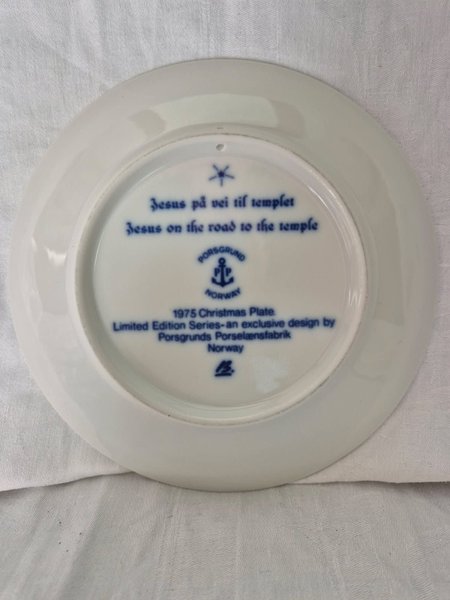 Jesus på vei til templet
Jesus on the road to the temple
PORSGRUND
P P
NORWAY
1975 Christmas Plate
Limited Edition Series-an exclusive design by
Porsgrunds Porselænsfabrik
Norway